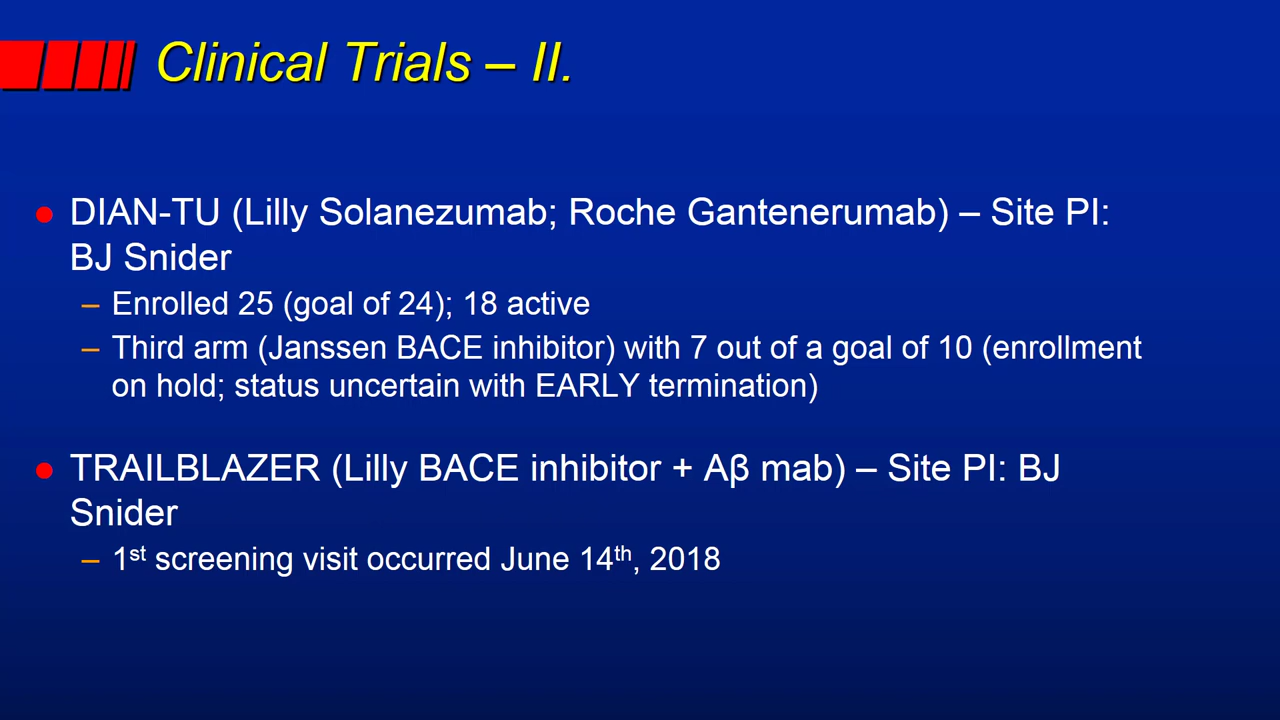 Clinical Trials – II.
● DIAN-TU (Lilly Solanezumab; Roche Gantenerumab) – Site PI:
BJ Snider
– Enrolled 25 (goal of 24); 18 active
– Third arm (Janssen BACE inhibitor) with 7 out of a goal of 10 (enrollment
on hold; status uncertain with EARLY termination)
● TRAILBLAZER (Lilly BACE inhibitor + Aβ mab) – Site PI: BJ
Snider
– 1st screening visit occurred June 14th, 2018